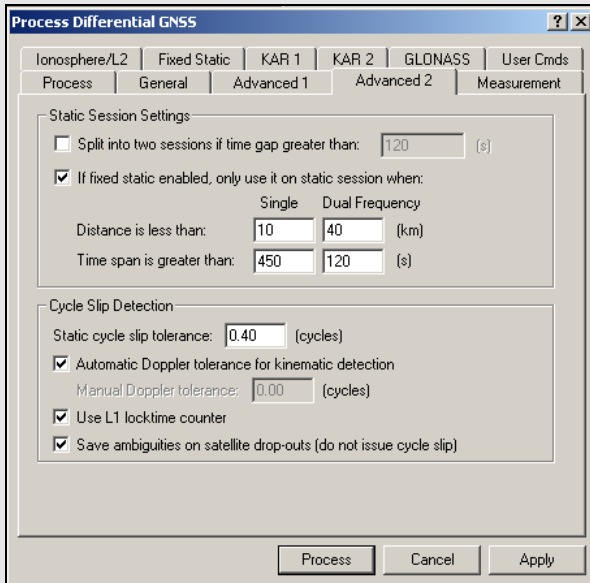 Process Differential GNSS
Ionosphere/L2 Fixed Static KAR 1 KAR 2 GLONASS User Cmds
Process General Advanced 1 Advanced 2 Measurement
Static Session Settings
Split into two sessions if time gap greater than: 120 (s)
If fixed static enabled, only use it on static session when:
Single Dual Frequency
Distance is less than: 10 40 (km)
Time span is greater than: 450 120 (s)
Cycle Slip Detection
Static cycle slip tolerance: 0.40 (cycles)
Automatic Doppler tolerance for kinematic detection
Manual Doppler tolerance: 0.00 (cycles)
Use L1 locktime counter
Save ambiguities on satellite drop-outs (do not issue cycle slip)
Process Cancel Apply